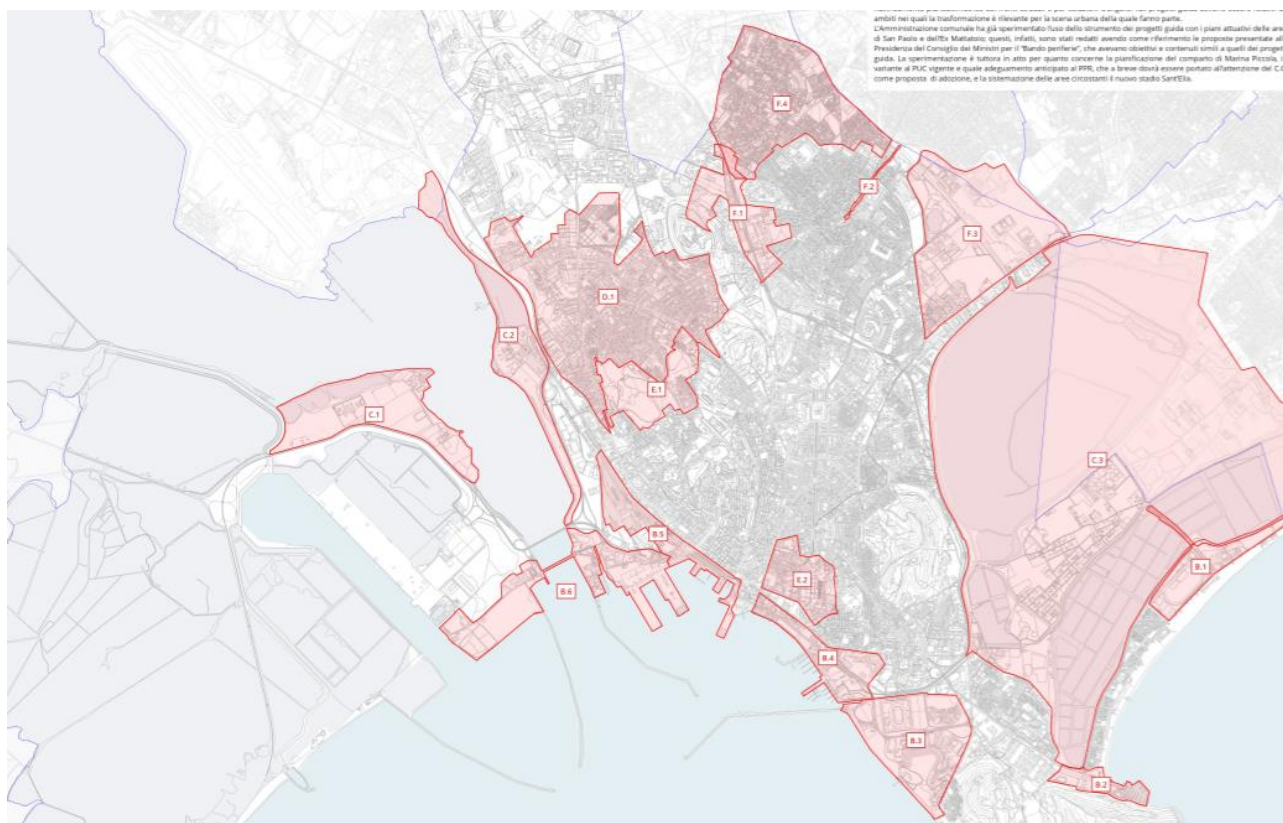 ambiti nei quali la trasformazione è rilevante per la scena urbana della quale fanno parte.
L'Amministrazione comunale ha già sperimentato l'uso dello strumento dei progetti guida con i piani attuativi delle are
di San Paolo e dell'Ex Mattatoio; questi, infatti, sono stati redatti avendo come riferimento le proposte presentate all
Presidenza del Consiglio dei Ministri per il "Bando periferie", che avevano obiettivi e contenuti simili a quelli dei proget
guida. La sperimentazione è tuttora in atto per quanto concerne la pianificazione del comparto di Marina Piccola, i
variante al PUC vigente e quale adeguamento anticipato al PPR, che a breve dovrà essere portato all'attenzione del C.C
come proposta di adozione, e la sistemazione delle aree circostanti il nuovo stadio Sant'Elia.
F.4
F.2
F.1
F.3
D.1
C.2
E.1
C.1
C.3
B.5
B.1
E.2
B.6
B.4
B.3
B.2